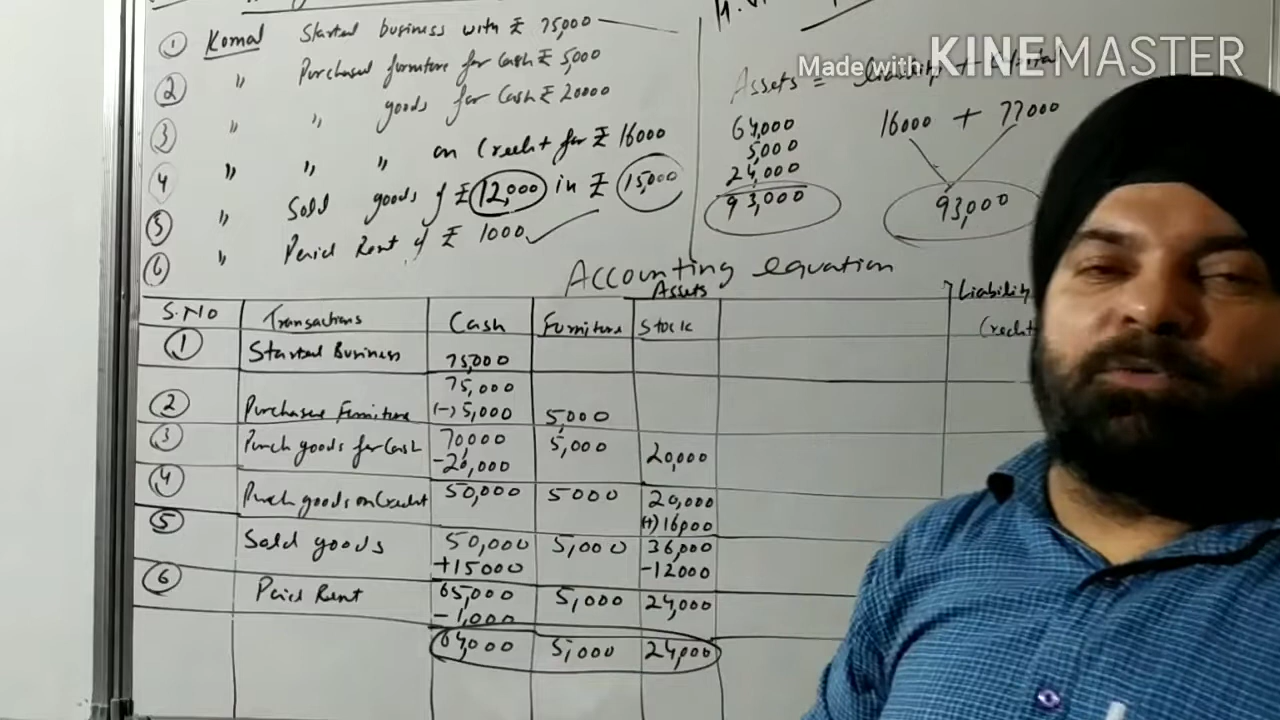 Made with KINEMASTER
① Komal Started business with ₹ 75,000
② " Purchased furniture for Cash ₹ 5,000
③ " " goods for Cash ₹ 20000
④ " " " on Credit for ₹ 16000
⑤ " Sold goods of ₹ 12,000 in ₹ 15,000
⑥ " Paid Rent of ₹ 1000
Assets = Liability + Capital
64,000 16000 + 77000
5,000
24,000
93,000 93,000
Accounting equation
Assets Liability
S.No Transactions Cash Furniture Stock
① Started Business 75,000
75,000
② Purchased Furniture (-) 5,000 5,000
③ Purch goods for Cash 70000 5,000
-20,000 20,000
④ Purch goods on Credit 50,000 5000 20,000
(+) 16000
⑤ Sold goods 50,000 5,000 36,000
+15000 -12000
⑥ Paid Rent 65,000 5,000 24,000
- 1,000
64,000 5,000 24,000